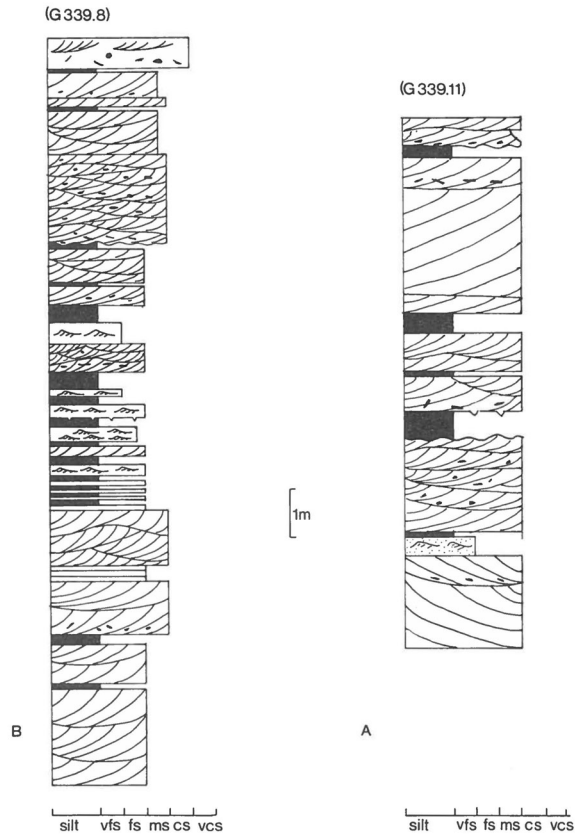 (G 339.8)
(G 339.11)
1m
B
A
silt vfs fs ms cs vcs
silt vfs fs ms cs vcs